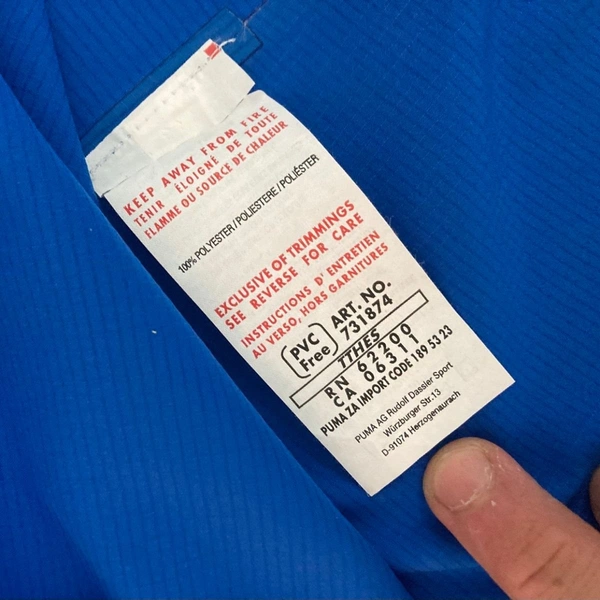 KEEP AWAY FROM FIRE
TENIR ÉLOIGNÉ DE TOUTE
FLAMME OU SOURCE DE CHALEUR
100% POLYESTER / POLIESTERE / POLIÉSTER
EXCLUSIVE OF TRIMMINGS
SEE REVERSE FOR CARE
INSTRUCTIONS D' ENTRETIEN
AU VERSO, HORS GARNITURES
PVC
Free
ART. NO.
731874
TTHES
RN 62200
CA 06311
PUMA ZA IMPORT CODE 189 53 23
PUMA AG Rudolf Dassler Sport
Würzburger Str.13
D-91074 Herzogenaurach